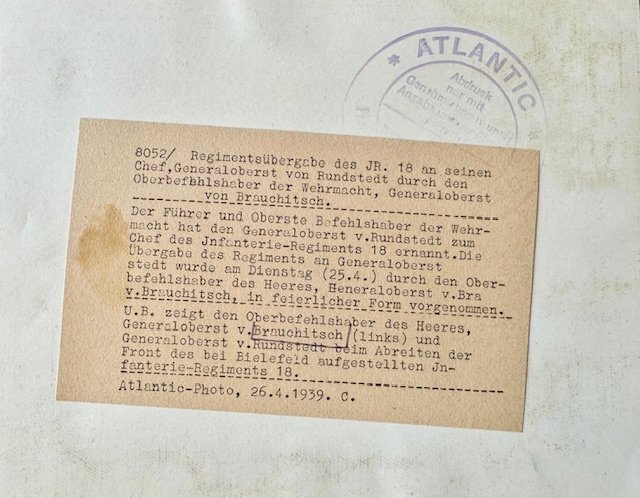 * ATLANTIC
Abdruck
nur mit
Angabe
8052/ Regimentsübergabe des JR. 18 an seinen
Chef,Generaloberst von Rundstedt durch den
Oberbefehlshaber der Wehrmacht, Generaloberst
von Brauchitsch.
Der Führer und Oberste Befehlshaber der Wehr-
macht hat den Generaloberst v.Rundstedt zum
Chef des Jnfanterie-Regiments 18 ernannt.Die
Übergabe des Regiments an Generaloberst
stedt wurde am Dienstag (25.4.) durch den Ober-
befehlshaber des Heeres, Heneraloberst v.Bra
v.Brauchitsch, in feierlicher Form vorgenommen.
U.B. zeigt den Oberbefehlshaber des Heeres,
Generaloberst v.Brauchitsch (links) und
Generaloberst v.Rundstedt beim Abreiten der
Front des bei Bielefeld aufgestellten Jn-
fanterie-Regiments 18.
Atlantic-Photo, 26.4.1939. C.